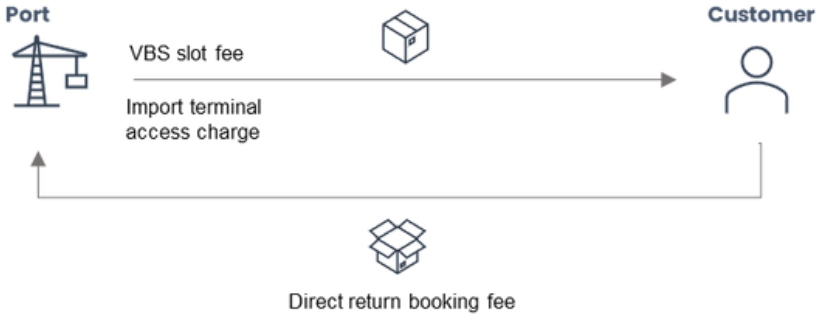 Port
Customer
VBS slot fee
Import terminal
access charge
Direct return booking fee